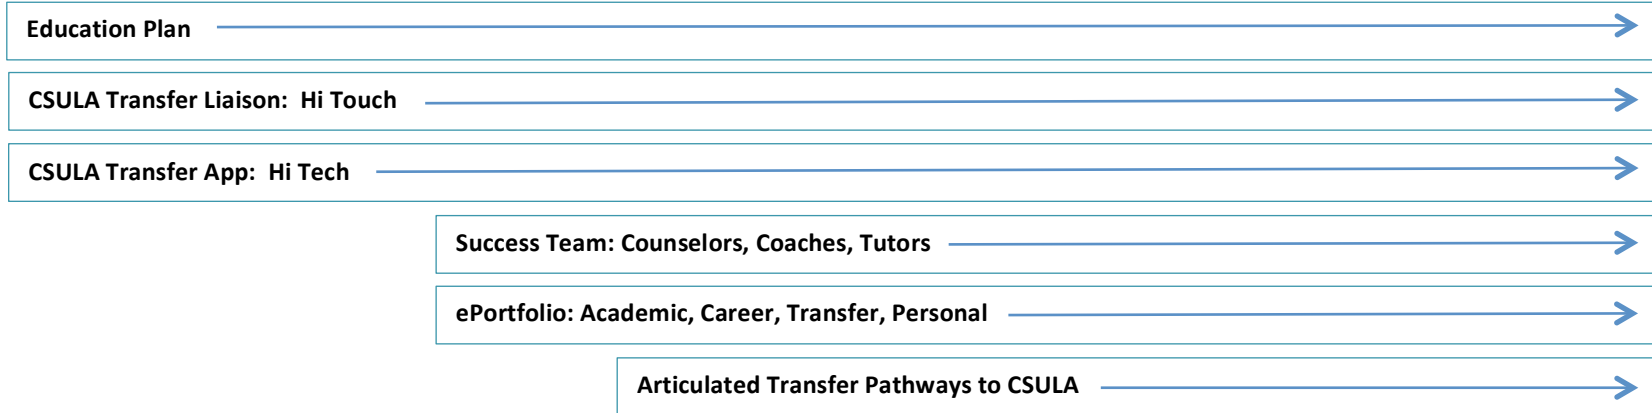 Education Plan
CSULA Transfer Liaison:  Hi Touch
CSULA Transfer App:  Hi Tech
Success Team: Counselors, Coaches, Tutors
ePortfolio: Academic, Career, Transfer, Personal
Articulated Transfer Pathways to CSULA